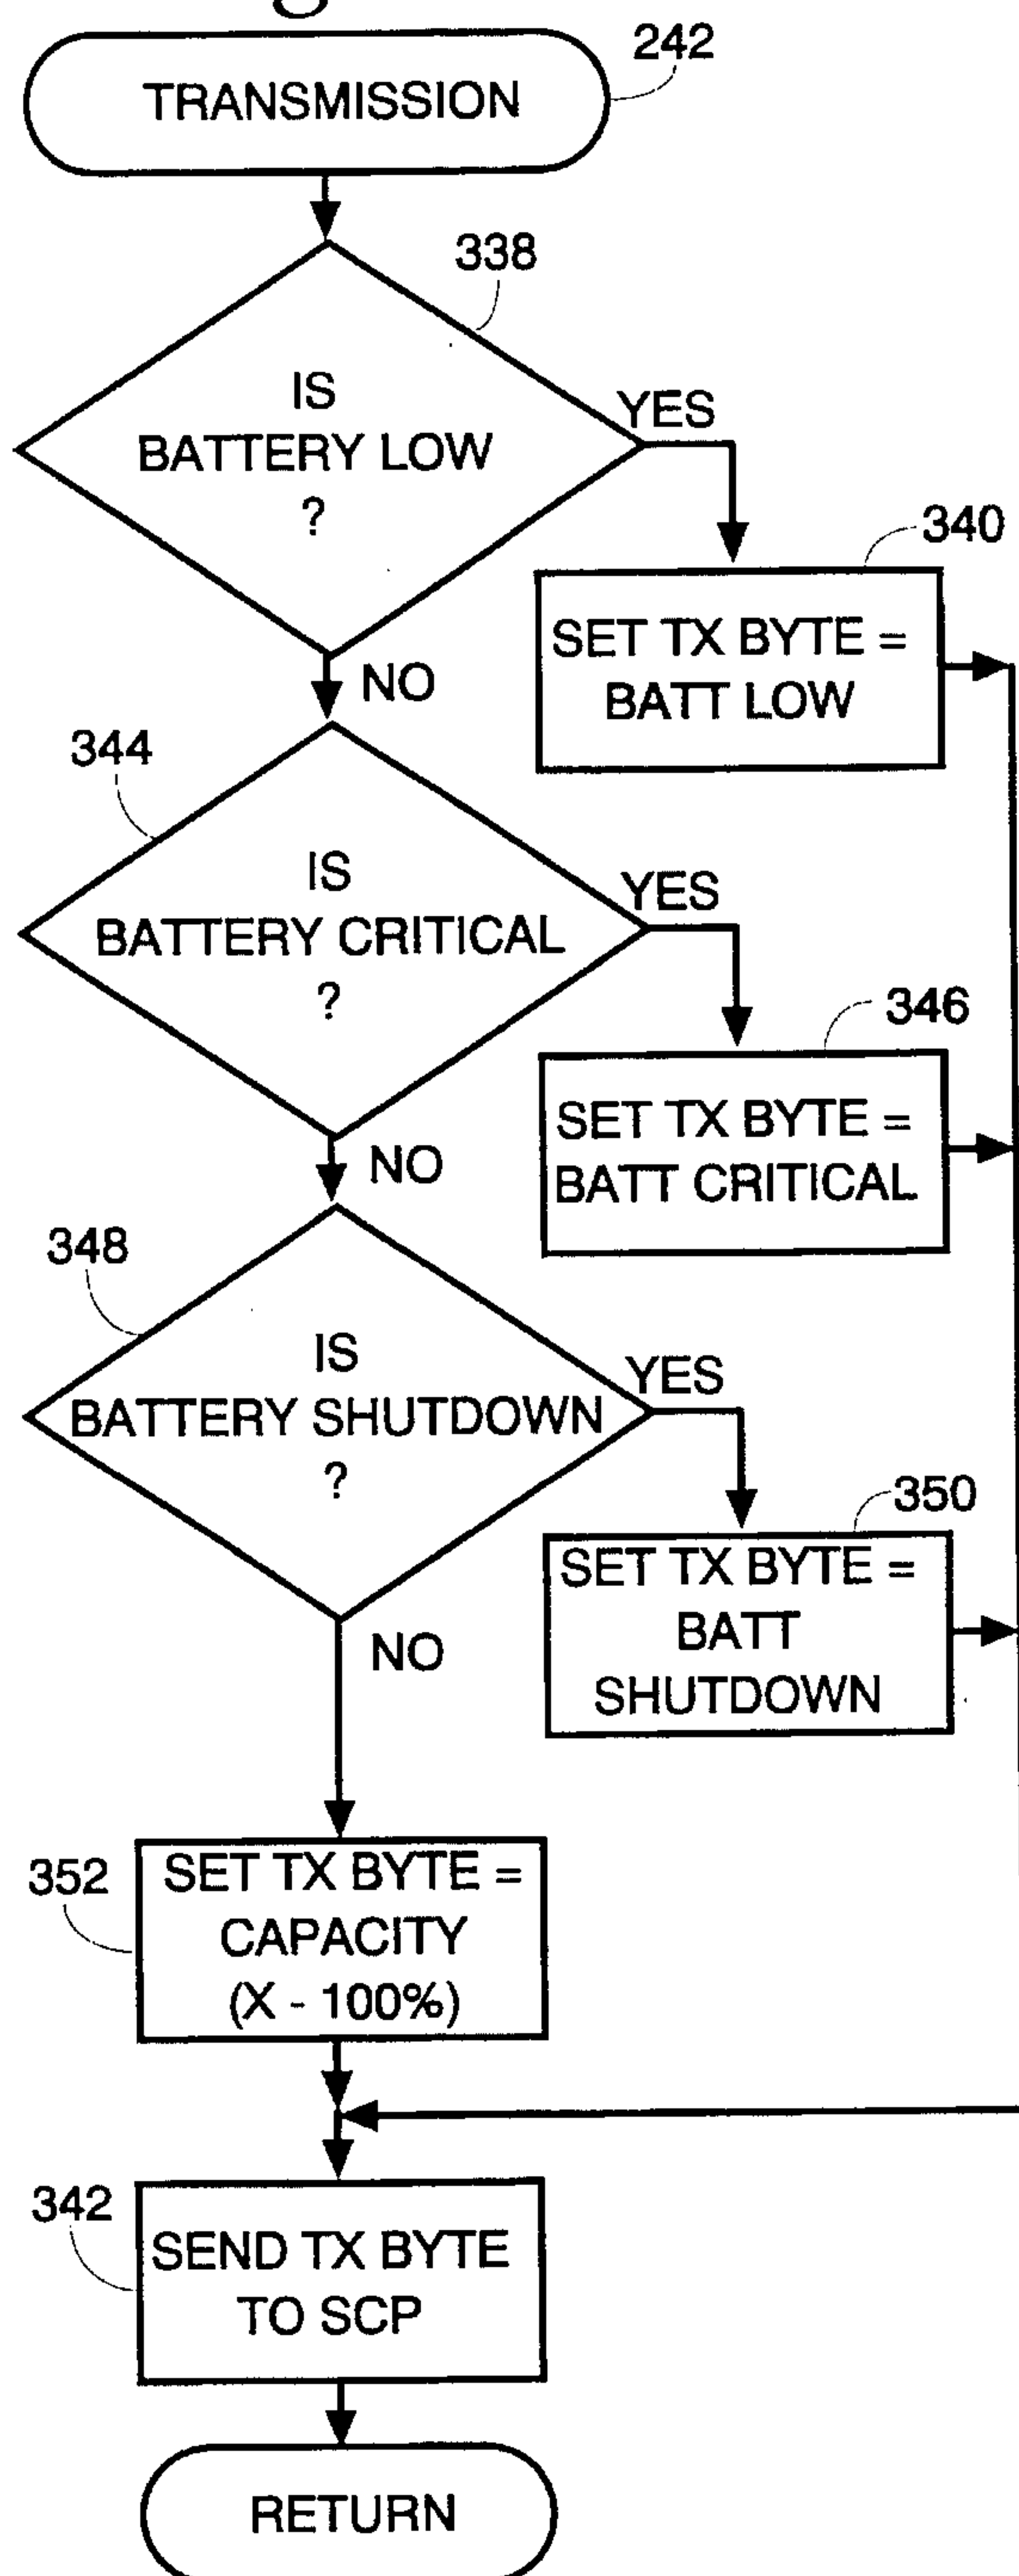 TRANSMISSION
242
338
IS
BATTERY LOW
?
YES
340
SET TX BYTE =
BATT LOW
NO
344
IS
BATTERY CRITICAL
?
YES
346
SET TX BYTE =
BATT CRITICAL
NO
348
IS
BATTERY SHUTDOWN
?
YES
350
SET TX BYTE =
BATT
SHUTDOWN
NO
352
SET TX BYTE =
CAPACITY
(X - 100%)
342
SEND TX BYTE
TO SCP
RETURN